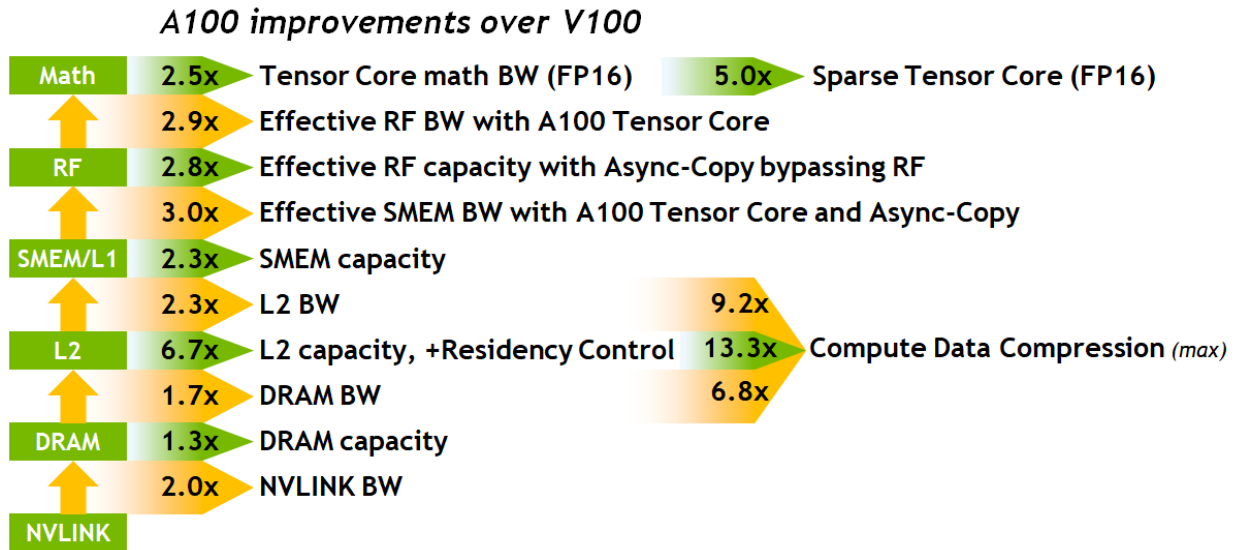 A100 improvements over V100
Math 2.5x Tensor Core math BW (FP16) 5.0x Sparse Tensor Core (FP16)
2.9x Effective RF BW with A100 Tensor Core
RF 2.8x Effective RF capacity with Async-Copy bypassing RF
3.0x Effective SMEM BW with A100 Tensor Core and Async-Copy
SMEM/L1 2.3x SMEM capacity
2.3x L2 BW 9.2x
L2 6.7x L2 capacity, +Residency Control 13.3x Compute Data Compression (max)
1.7x DRAM BW 6.8x
DRAM 1.3x DRAM capacity
2.0x NVLINK BW
NVLINK